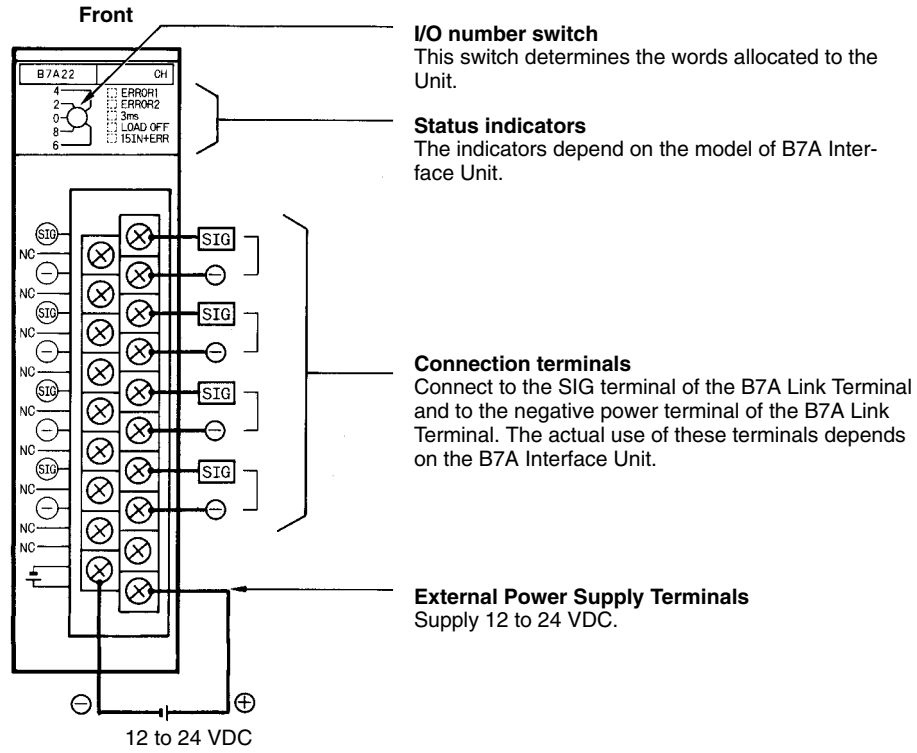 Front
I/O number switch
This switch determines the words allocated to the
Unit.
B7A22 CH
4
2
0
8
6
ERROR1
ERROR2
3ms
LOAD OFF
15IN+ERR
Status indicators
The indicators depend on the model of B7A Inter-
face Unit.
SIG
NC
−
NC
SIG
NC
−
NC
SIG
NC
−
NC
SIG
NC
−
NC
NC
SIG
−
SIG
−
SIG
−
SIG
−
Connection terminals
Connect to the SIG terminal of the B7A Link Terminal
and to the negative power terminal of the B7A Link
Terminal. The actual use of these terminals depends
on the B7A Interface Unit.
External Power Supply Terminals
Supply 12 to 24 VDC.
− +
12 to 24 VDC